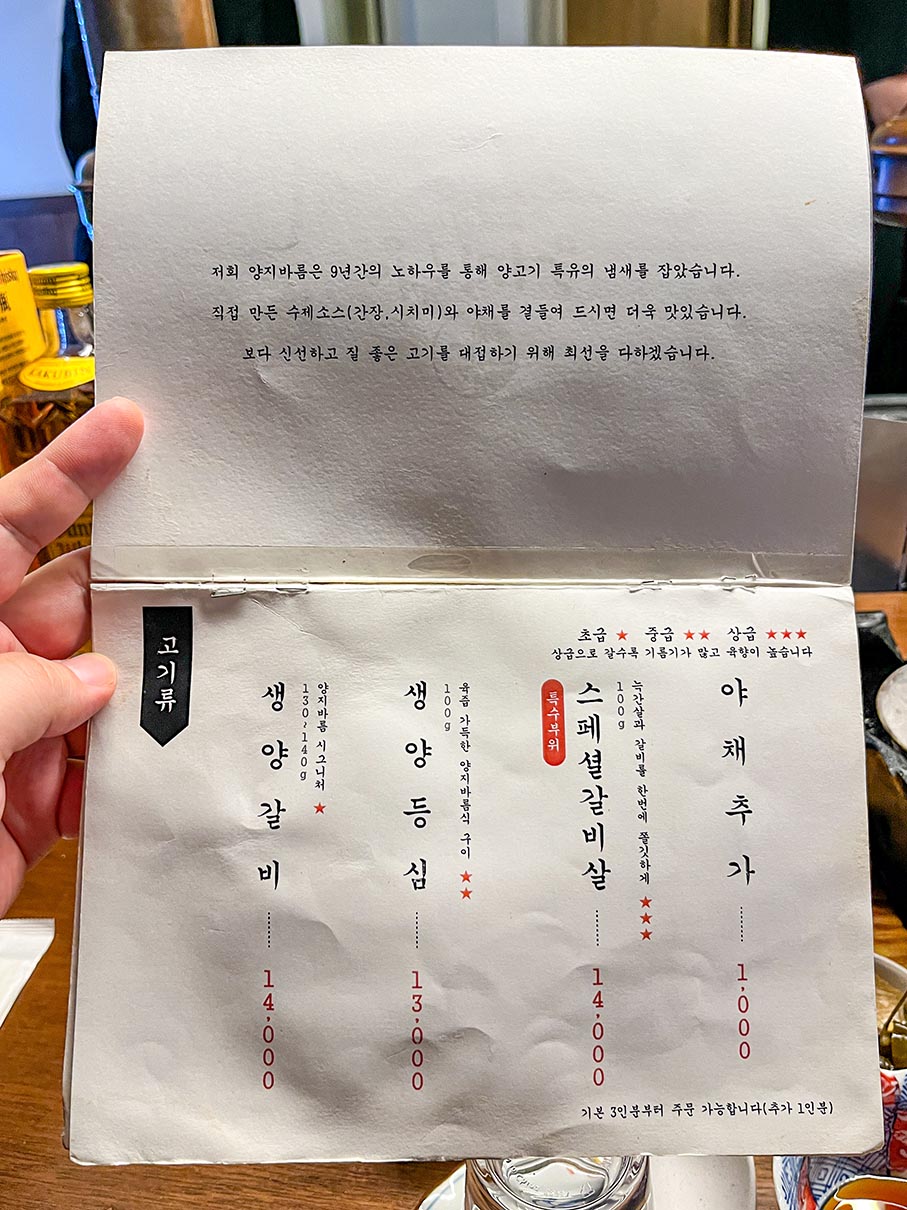 저희 양지바름은 9년간의 노하우를 통해 양고기 특유의 냄새를 잡았습니다.
직접 만든 수제소스(간장,시치미)와 야채를 곁들여 드시면 더욱 맛있습니다.
보다 신선하고 질 좋은 고기를 대접하기 위해 최선을 다하겠습니다.
고기류
초급 ★ 중급 ★★ 상급 ★★★
상급으로 갈수록 기름기가 많고 육향이 높습니다
생양갈비 ...... 14,000
양지바름 시그니처 ★
130~140g
생양등심 ...... 13,000
육즙 가득한 양지바름식 구이 ★★
100g
특수부위
스페셜갈비살 ...... 14,000
늑간살과 갈비를 한번에 쫄깃하게 ★★★
100g
야채추가 ...... 1,000
기본 3인분부터 주문 가능합니다(추가 1인분)